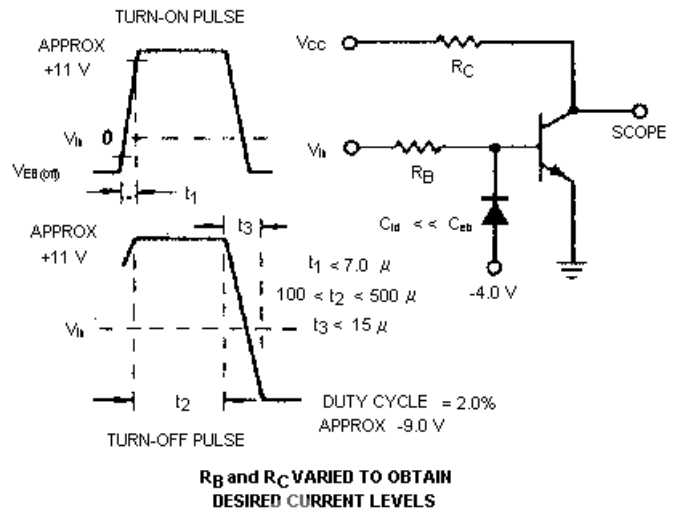 TURN-ON PULSE
APPROX
+11 V
Vin 0
VEB(off)
t1
VCC
RC
SCOPE
Vin
RB
Cjd << Ceb
-4.0 V
APPROX
+11 V
t3
t1 < 7.0 μ
100 < t2 < 500 μ
t3 < 15 μ
Vin
t2
DUTY CYCLE = 2.0%
APPROX -9.0 V
TURN-OFF PULSE
RB and RC VARIED TO OBTAIN
DESIRED CURRENT LEVELS